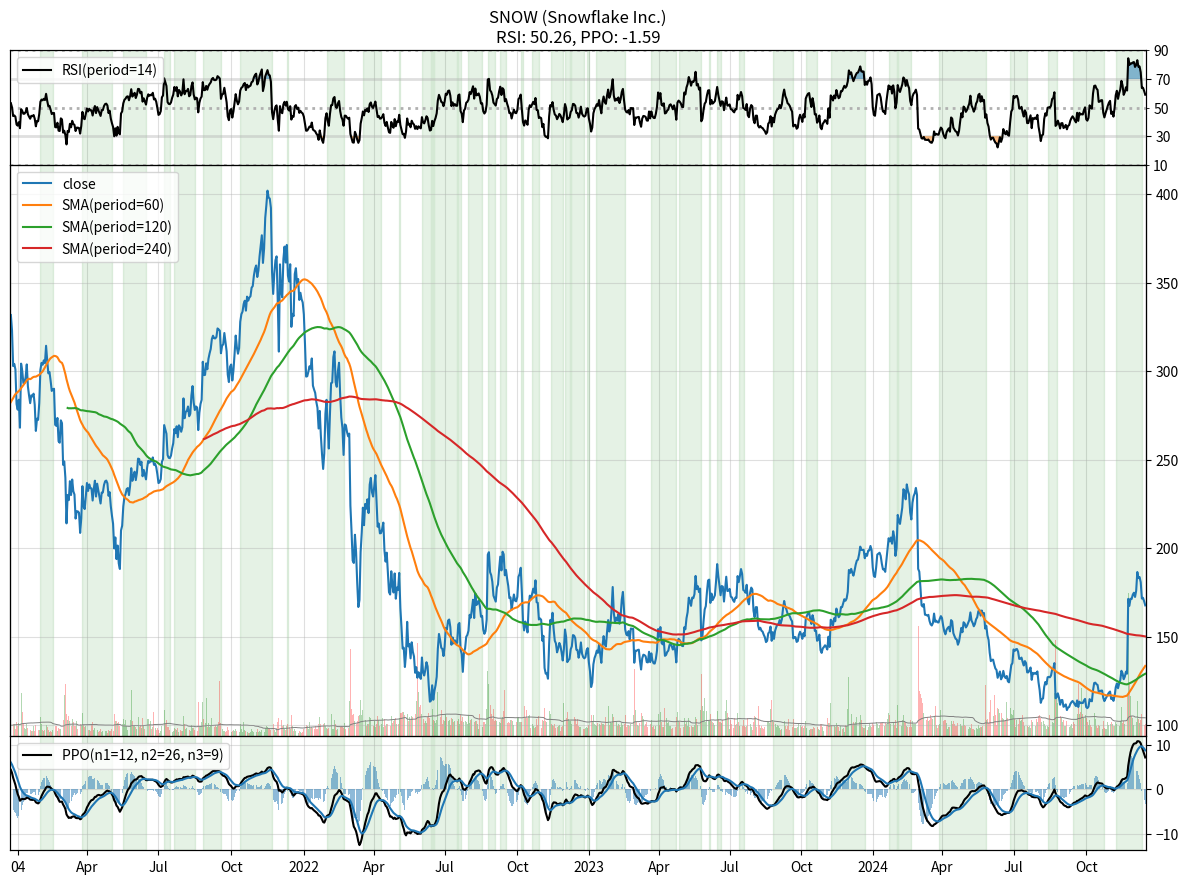 SNOW (Snowflake Inc.)
RSI: 50.26, PPO: -1.59
RSI(period=14)
90
70
50
30
10
close
SMA(period=60)
SMA(period=120)
SMA(period=240)
400
350
300
250
200
150
100
PPO(n1=12, n2=26, n3=9)
10
0
−10
04 Apr Jul Oct 2022 Apr Jul Oct 2023 Apr Jul Oct 2024 Apr Jul Oct